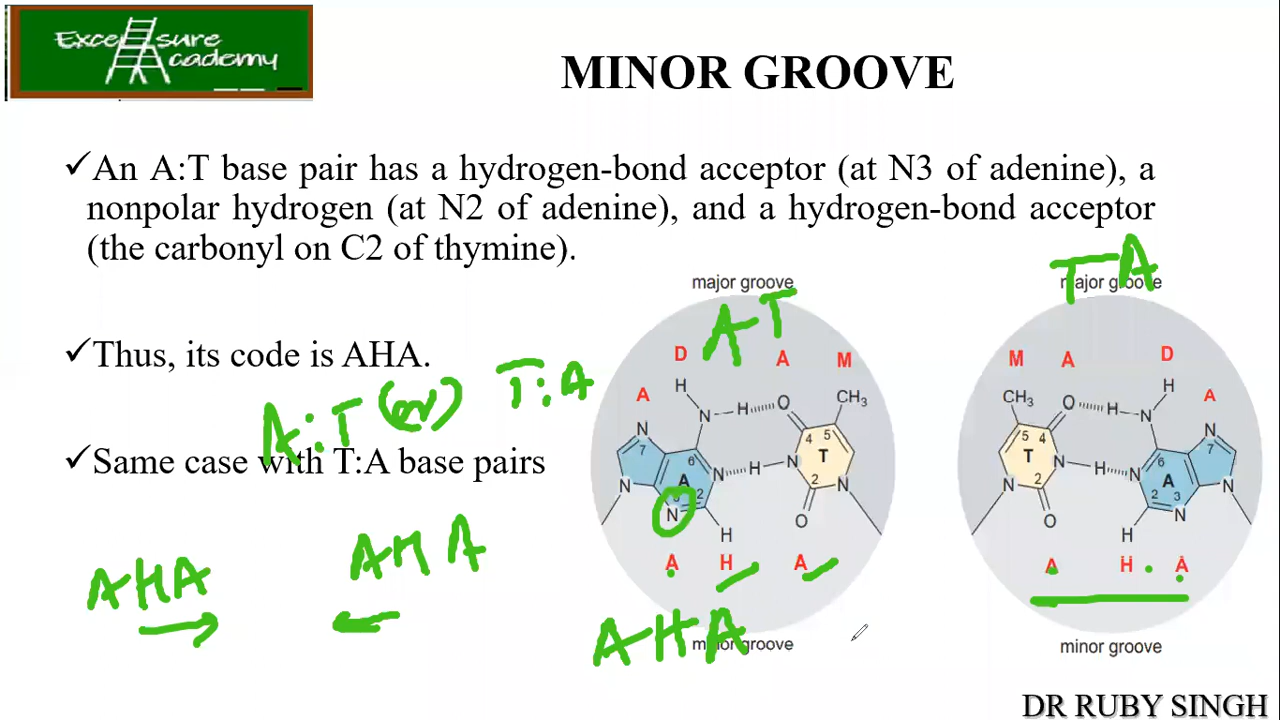 Excel sure
Academy
MINOR GROOVE
✓An A:T base pair has a hydrogen-bond acceptor (at N3 of adenine), a
nonpolar hydrogen (at N2 of adenine), and a hydrogen-bond acceptor
(the carbonyl on C2 of thymine).
✓Thus, its code is AHA.
A:T (or) T:A
✓Same case with T:A base pairs
AHA
AHA
major groove
AT
D A M
H CH₃
A
N H O
N 7 6 4 5
A N H N T
N 3 2 2 N
N O
H
A H A
AHA
minor groove
TA
major groove
M A D
CH₃ H
A
O H N
5 4 6 7 N
T N H N A
N 2 2 3 N
O N
H
A H A
minor groove
DR RUBY SINGH